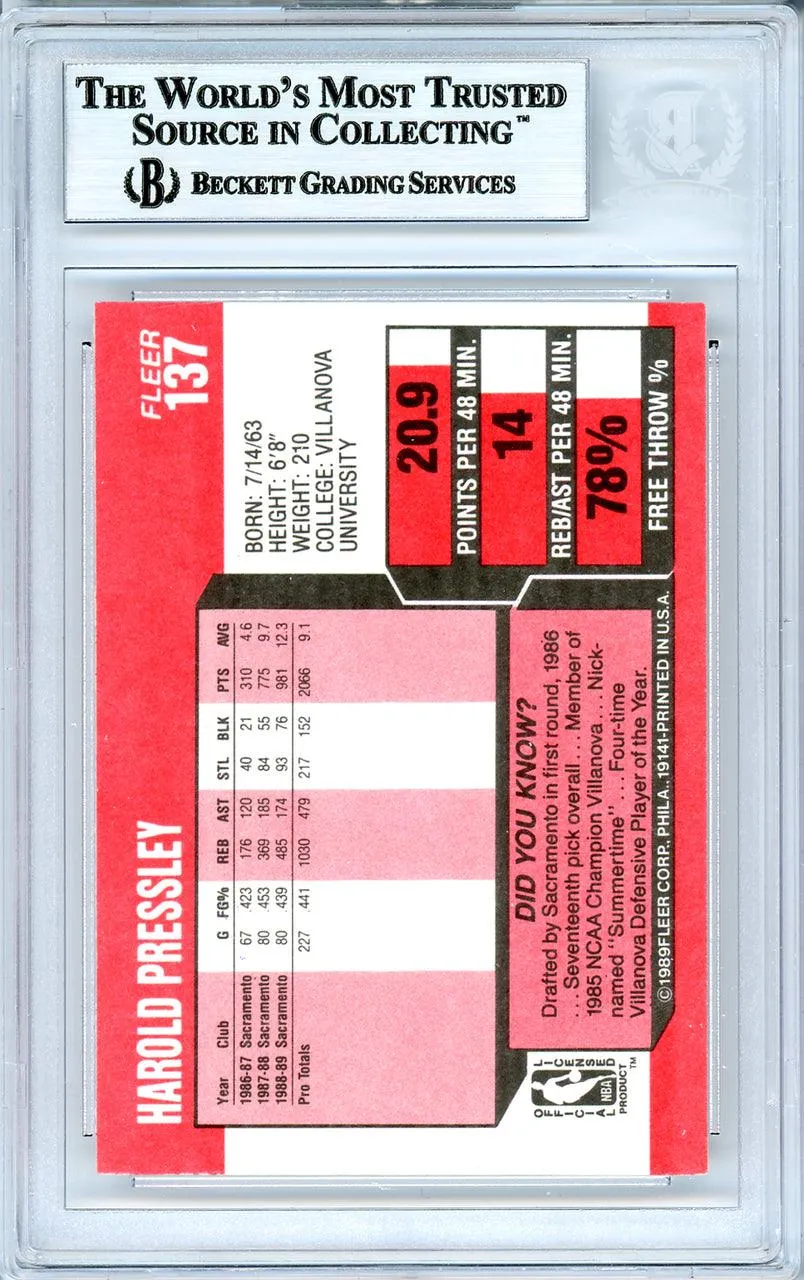 THE WORLD'S MOST TRUSTED
SOURCE IN COLLECTING™
B BECKETT GRADING SERVICES
FLEER
137
HAROLD PRESSLEY
BORN: 7/14/63
HEIGHT: 6'8"
WEIGHT: 210
COLLEGE: VILLANOVA
UNIVERSITY
Year Club G FG% REB AST STL BLK PTS AVG
1986-87 Sacramento 67 .423 176 120 40 21 310 4.6
1987-88 Sacramento 80 .453 369 185 84 55 775 9.7
1988-89 Sacramento 80 .439 485 174 93 76 981 12.3
Pro Totals 227 .441 1030 479 217 152 2066 9.1
20.9
POINTS PER 48 MIN.
14
REB/AST PER 48 MIN.
78%
FREE THROW %
DID YOU KNOW?
Drafted by Sacramento in first round, 1986
... Seventeenth pick overall ... Member of
1985 NCAA Champion Villanova ... Nick-
named "Summertime" ... Four-time
Villanova Defensive Player of the Year.
©1989 FLEER CORP., PHILA., 19141-PRINTED IN U.S.A.
OFFICIAL LICENSED
NBA
PRODUCT™